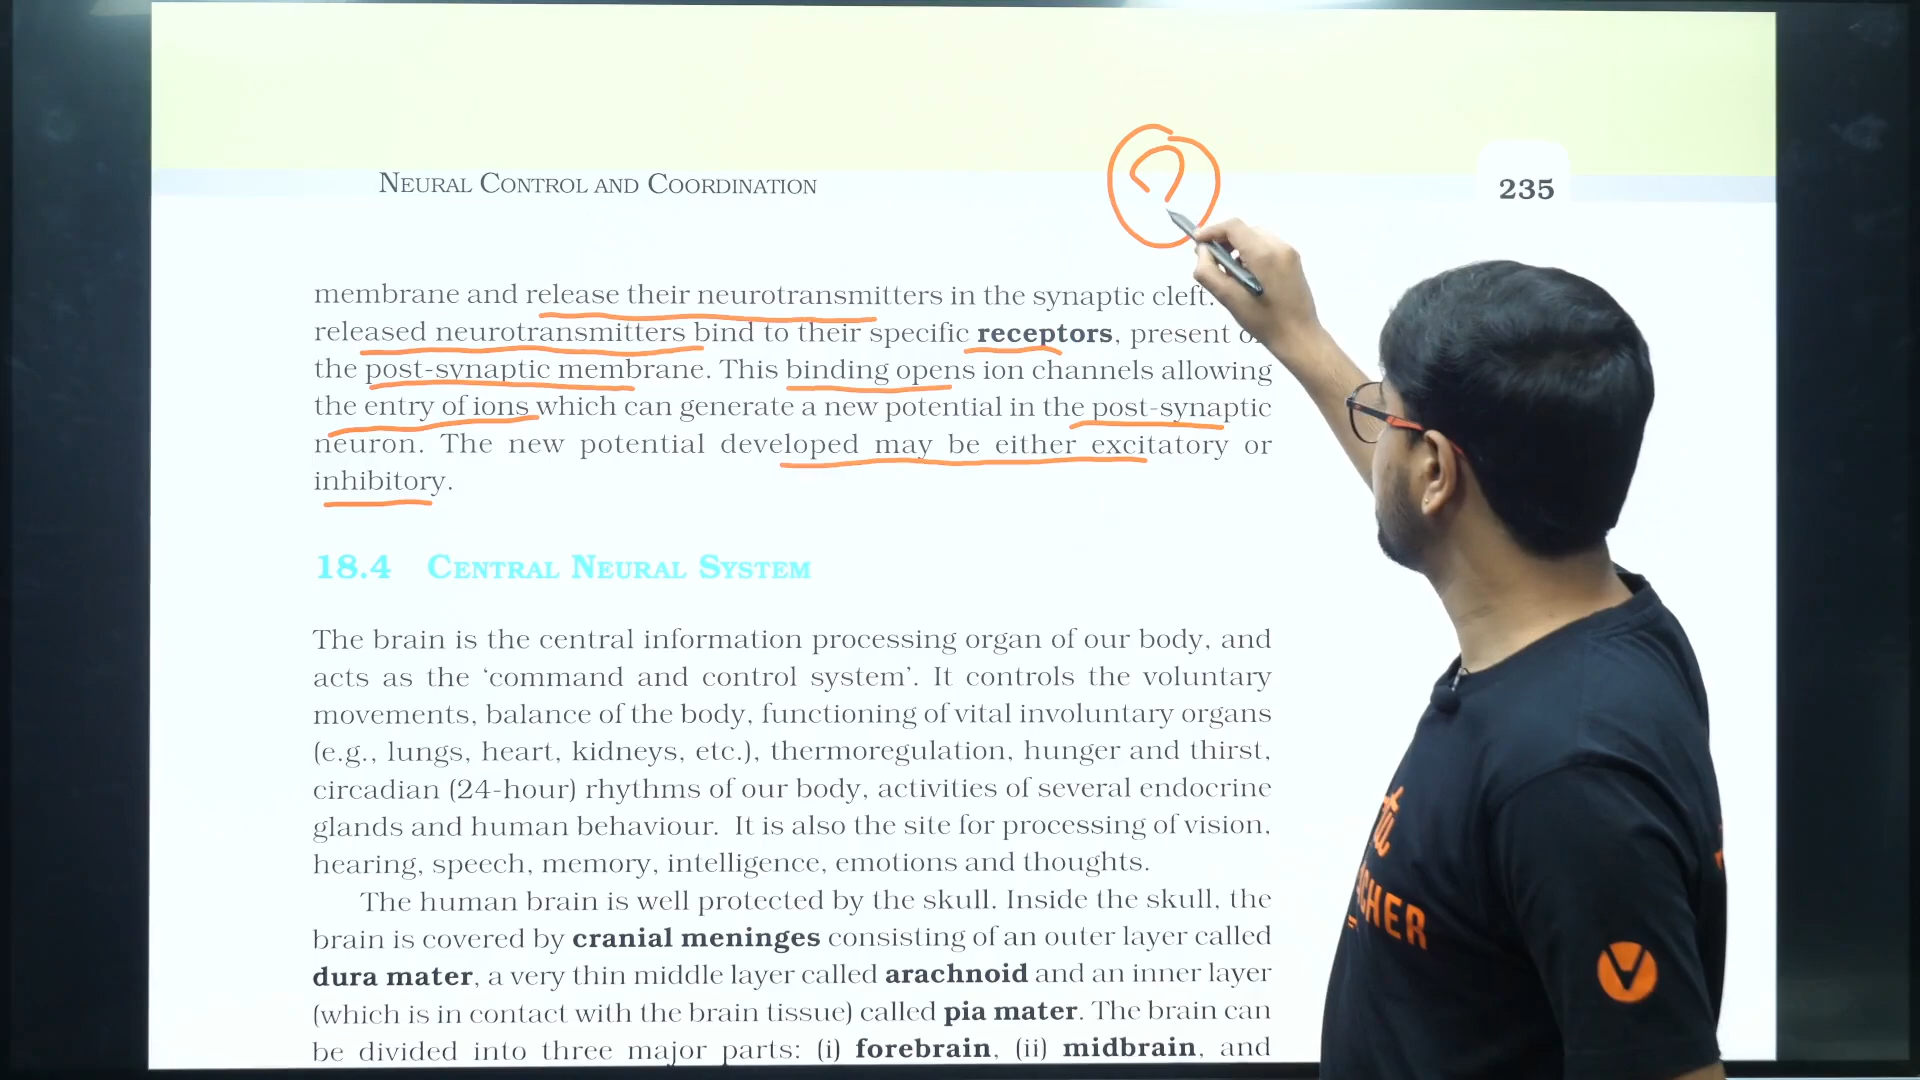 NEURAL CONTROL AND COORDINATION
235
membrane and release their neurotransmitters in the synaptic cleft.
released neurotransmitters bind to their specific receptors, present
the post-synaptic membrane. This binding opens ion channels allowing
the entry of ions which can generate a new potential in the post-synaptic
neuron. The new potential developed may be either excitatory or
inhibitory.
18.4 CENTRAL NEURAL SYSTEM
The brain is the central information processing organ of our body, and
acts as the ‘command and control system’. It controls the voluntary
movements, balance of the body, functioning of vital involuntary organs
(e.g., lungs, heart, kidneys, etc.), thermoregulation, hunger and thirst,
circadian (24-hour) rhythms of our body, activities of several endocrine
glands and human behaviour. It is also the site for processing of vision,
hearing, speech, memory, intelligence, emotions and thoughts.
The human brain is well protected by the skull. Inside the skull, the
brain is covered by cranial meninges consisting of an outer layer called
dura mater, a very thin middle layer called arachnoid and an inner layer
(which is in contact with the brain tissue) called pia mater. The brain can
be divided into three major parts: (i) forebrain, (ii) midbrain, and